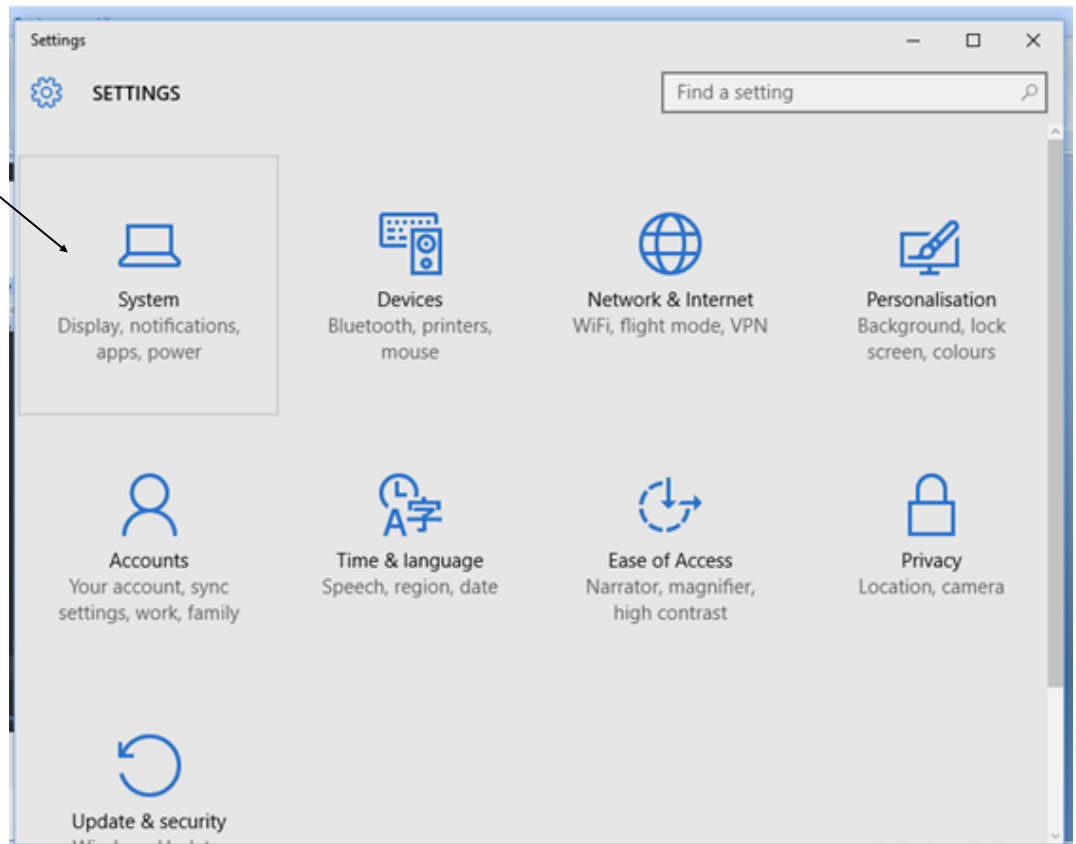 Settings
SETTINGS
Find a setting
System
Display, notifications,
apps, power
Devices
Bluetooth, printers,
mouse
Network & Internet
WiFi, flight mode, VPN
Personalisation
Background, lock
screen, colours
Accounts
Your account, sync
settings, work, family
Time & language
Speech, region, date
Ease of Access
Narrator, magnifier,
high contrast
Privacy
Location, camera
Update & security